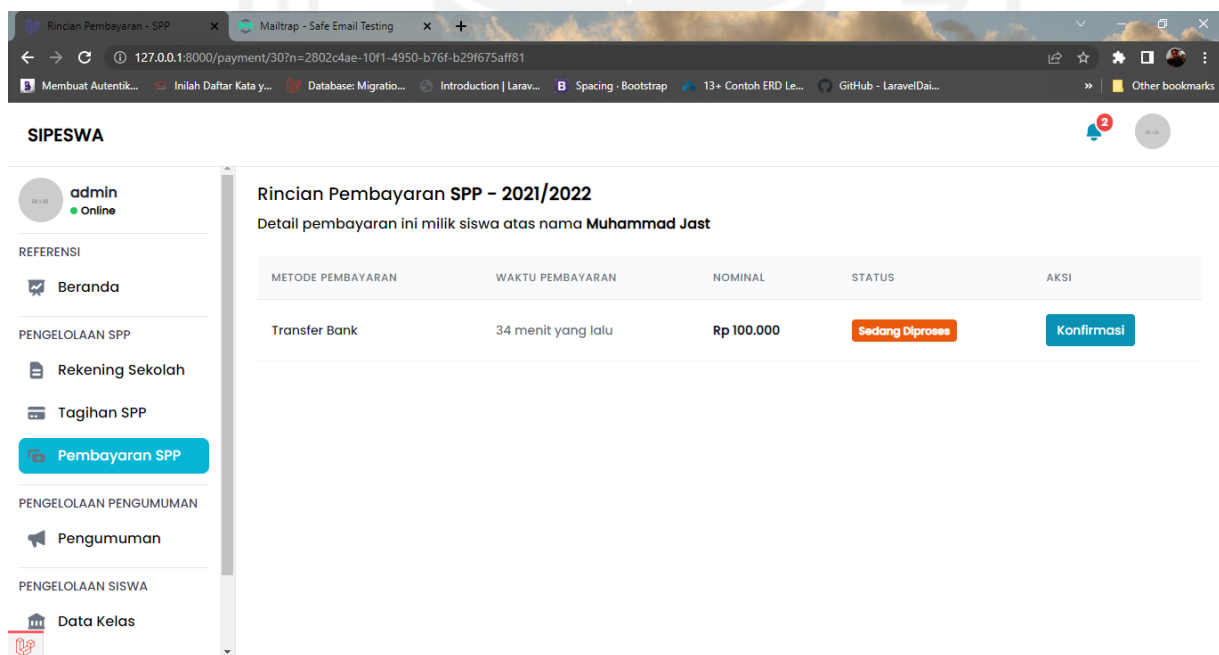 Rincian Pembayaran - SPP
Mailtrap - Safe Email Testing
127.0.0.1:8000/payment/30?n=2802c4ae-10f1-4950-b76f-b29f675aff81
Membuat Autentik... Inilah Daftar Kata y... Database: Migratio... Introduction | Larav... Spacing · Bootstrap 13+ Contoh ERD Le... GitHub - LaravelDai... » Other bookmarks
SIPESWA
2
admin
Online
REFERENSI
Beranda
PENGELOLAAN SPP
Rekening Sekolah
Tagihan SPP
Pembayaran SPP
PENGELOLAAN PENGUMUMAN
Pengumuman
PENGELOLAAN SISWA
Data Kelas
Rincian Pembayaran SPP - 2021/2022
Detail pembayaran ini milik siswa atas nama Muhammad Jast
METODE PEMBAYARAN WAKTU PEMBAYARAN NOMINAL STATUS AKSI
Transfer Bank 34 menit yang lalu Rp 100.000 Sedang Diproses Konfirmasi